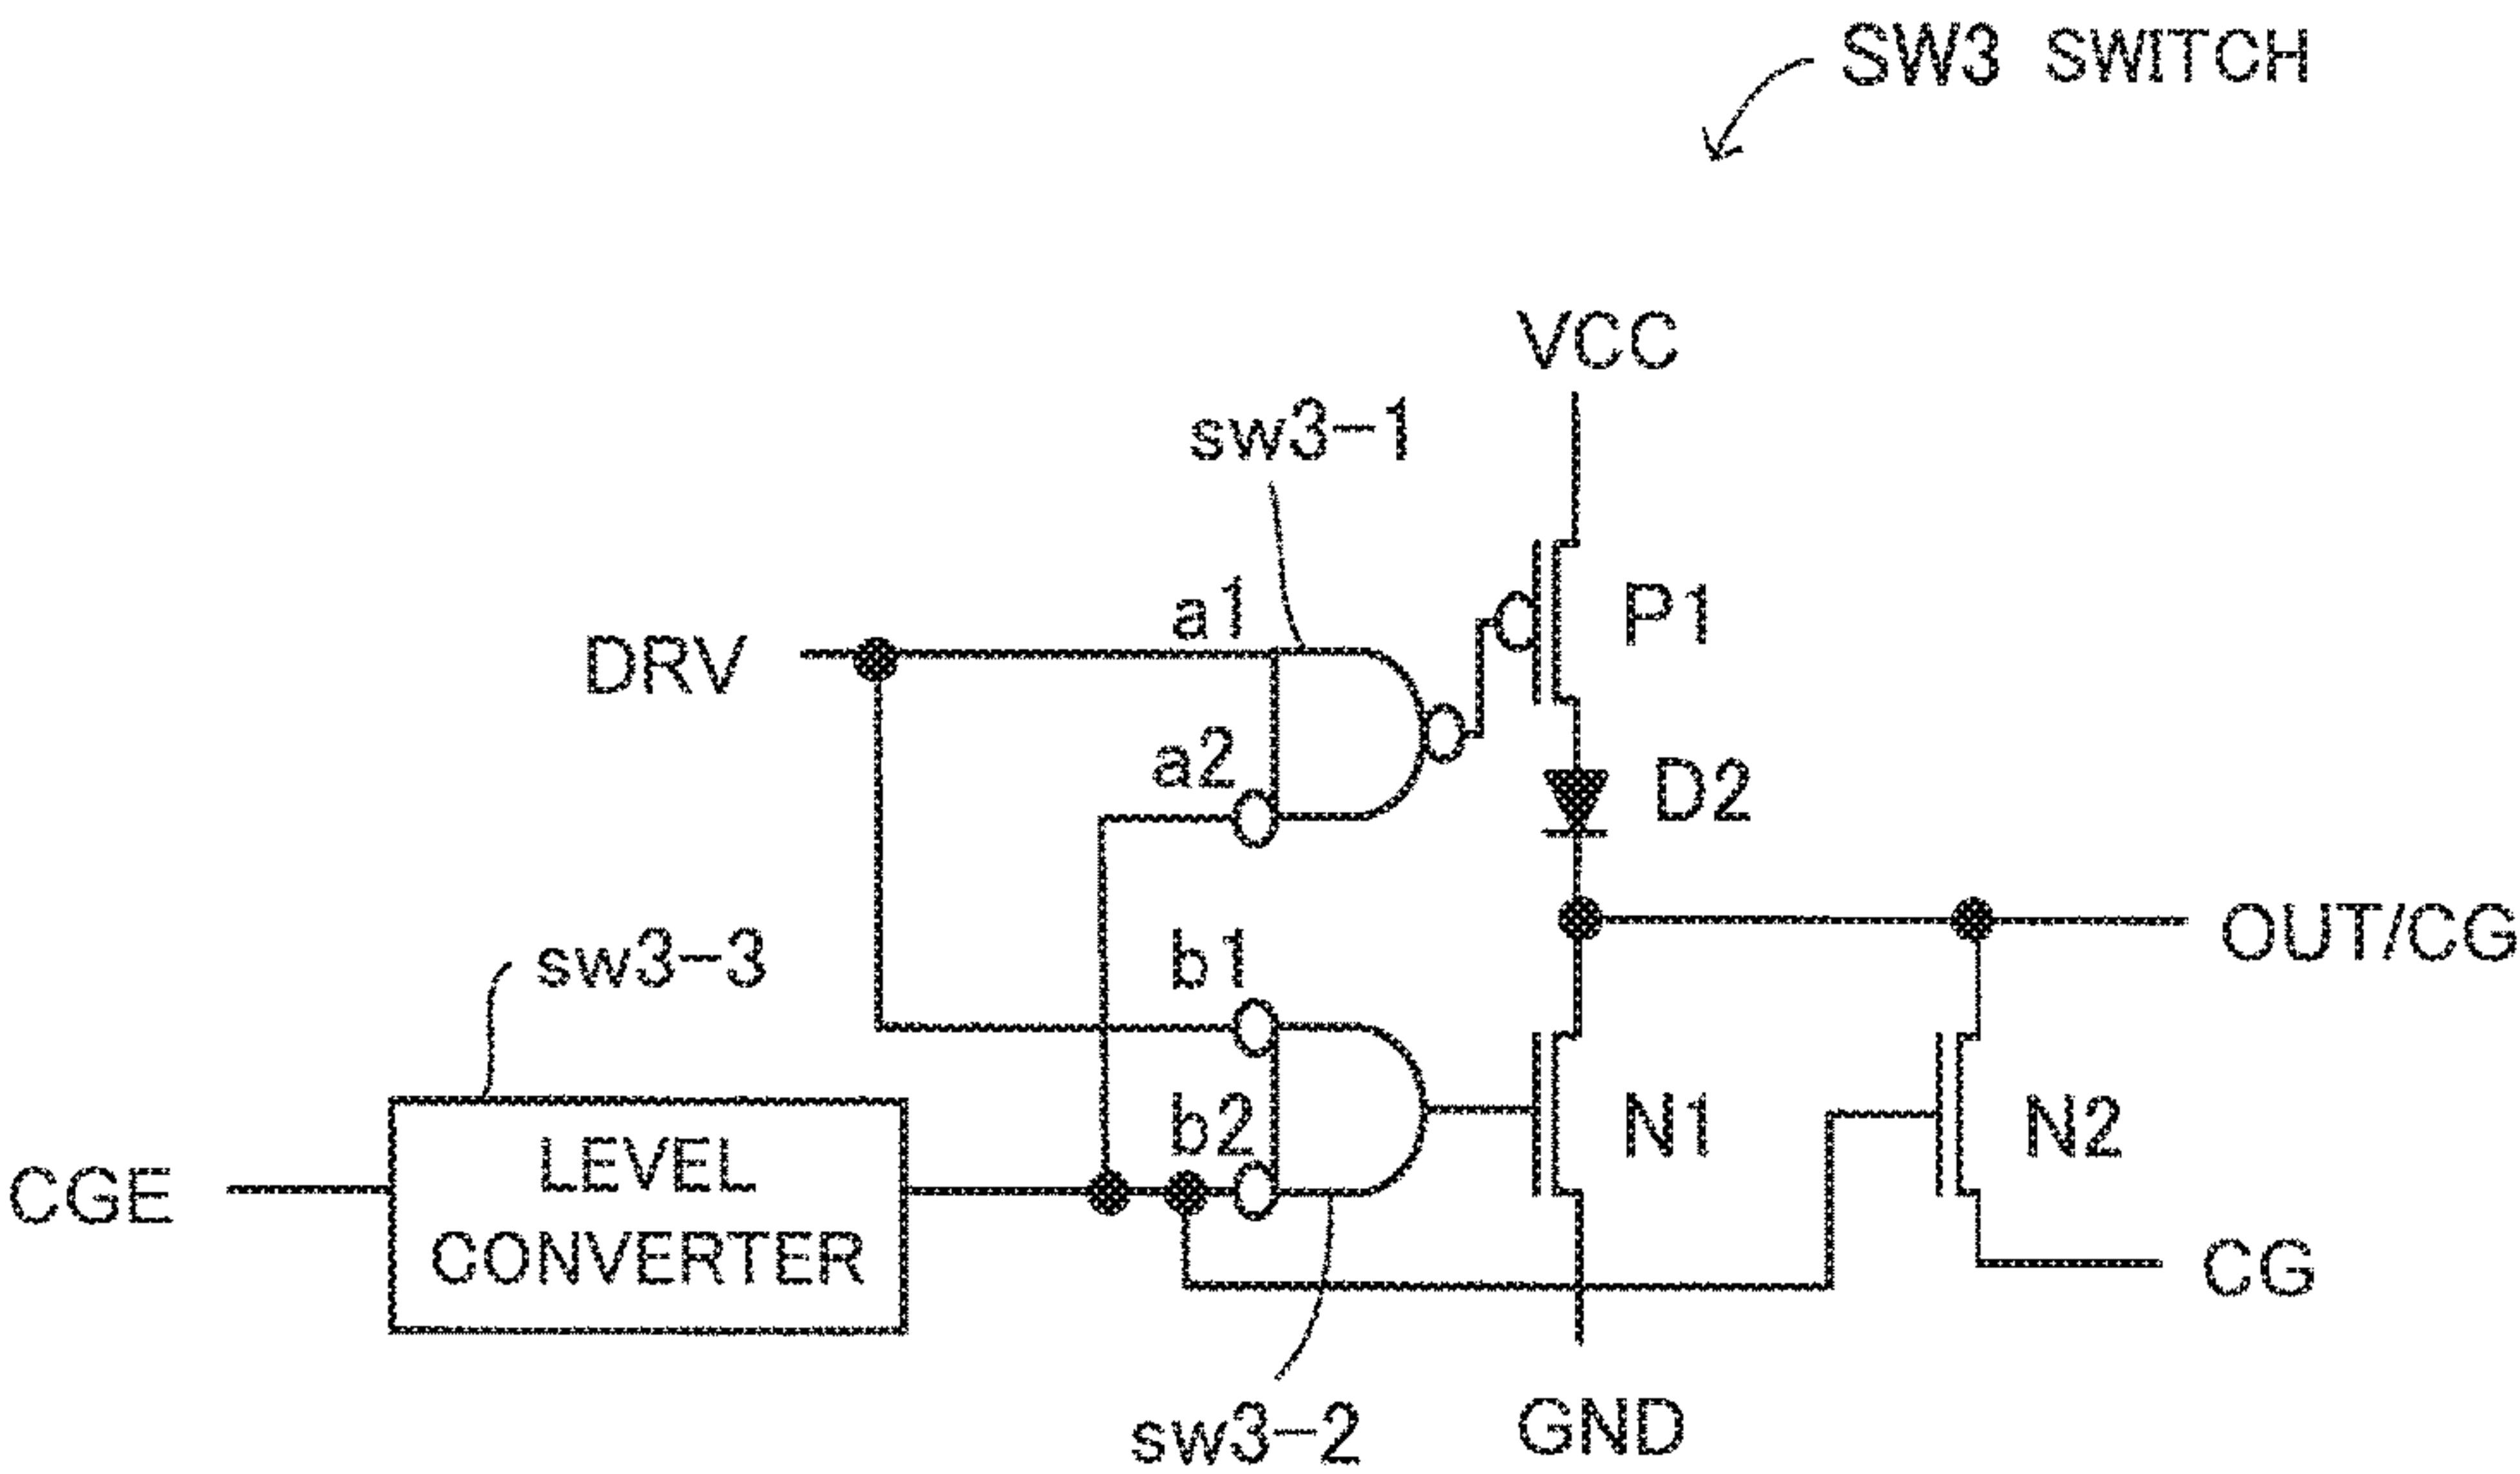 SW3 SWITCH
VCC
sw3-1
a1
P1
DRV
a2
D2
OUT/CG
sw3-3
b1
b2
N1
N2
LEVEL
CONVERTER
CGE
CG
sw3-2
GND